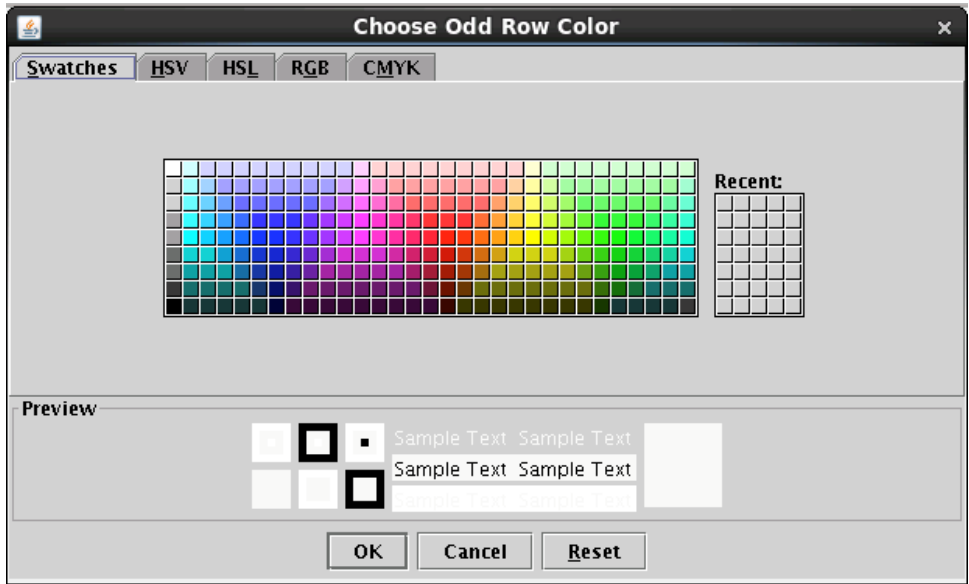 Choose Odd Row Color
Swatches HSV HSL RGB CMYK
Recent:
Preview
Sample Text Sample Text
Sample Text Sample Text
Sample Text Sample Text
OK Cancel Reset